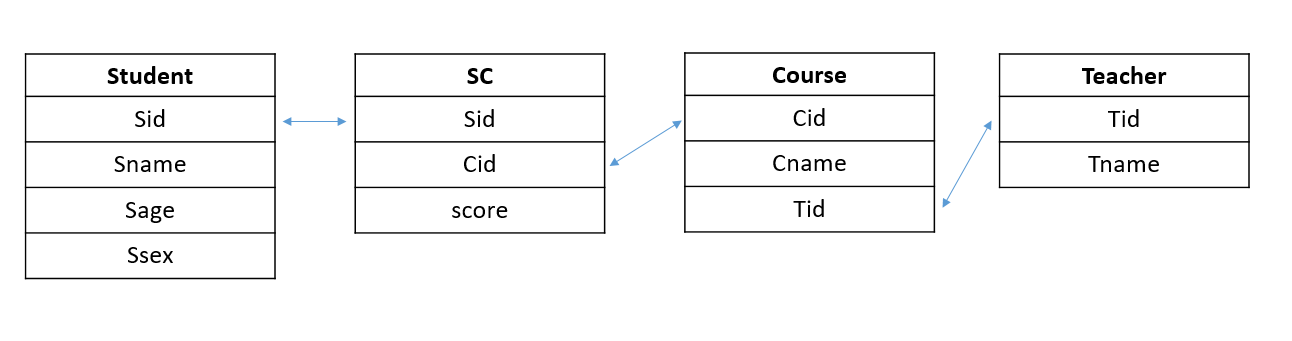 Student
Sid
Sname
Sage
Ssex
SC
Sid
Cid
score
Course
Cid
Cname
Tid
Teacher
Tid
Tname